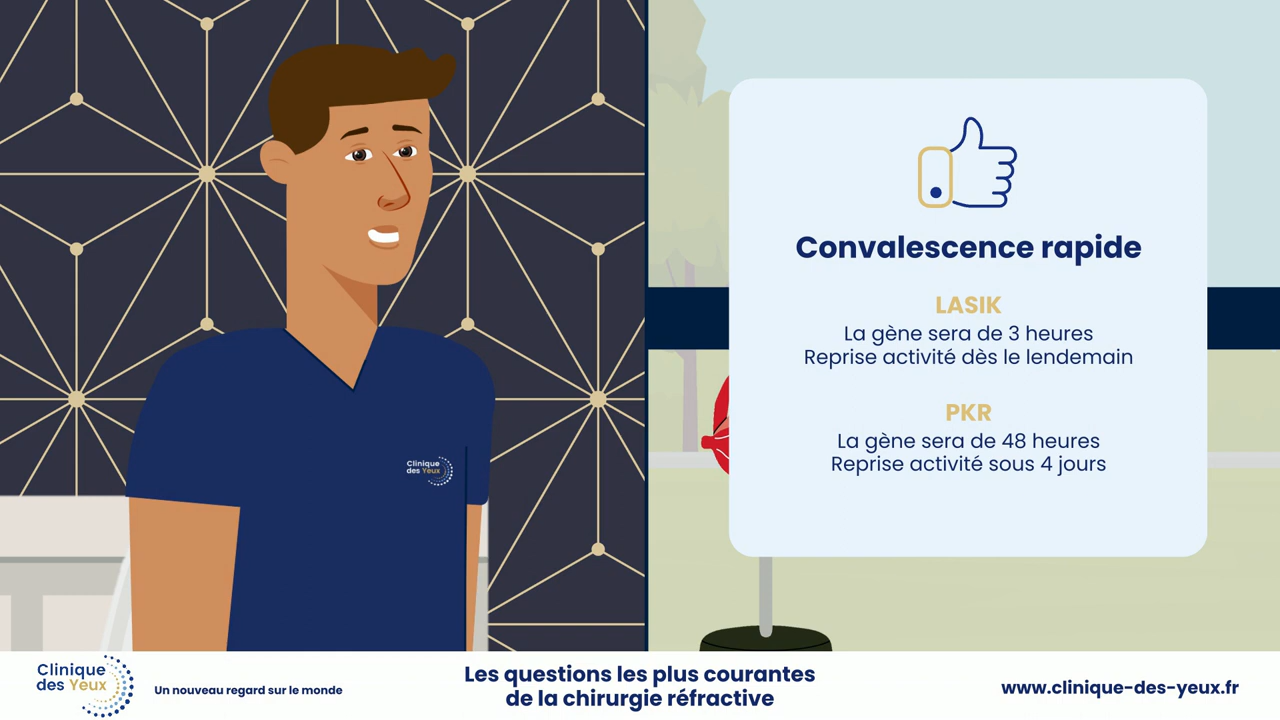 Clinique
des Yeux
Convalescence rapide
LASIK
La gène sera de 3 heures
Reprise activité dès le lendemain
PKR
La gène sera de 48 heures
Reprise activité sous 4 jours
Clinique
des Yeux
Un nouveau regard sur le monde
Les questions les plus courantes
de la chirurgie réfractive
www.clinique-des-yeux.fr